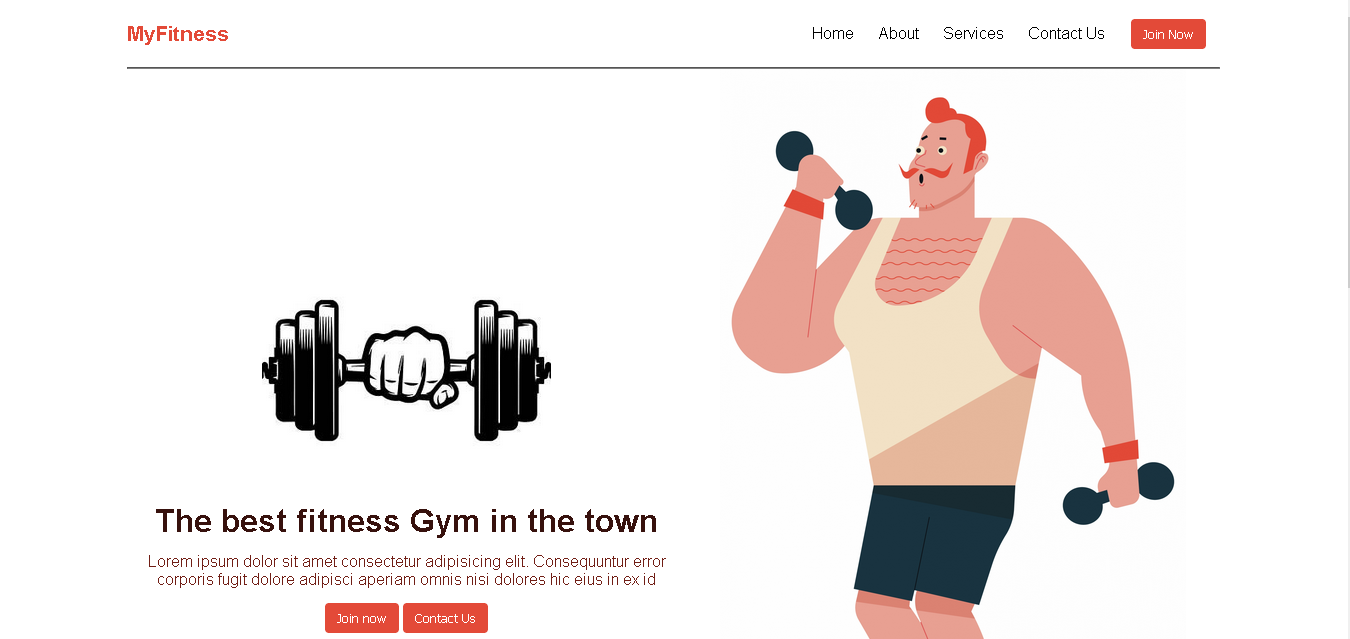 MyFitness
Home About Services Contact Us Join Now
The best fitness Gym in the town
Lorem ipsum dolor sit amet consectetur adipisicing elit. Consequuntur error
corporis fugit dolore adipisci aperiam omnis nisi dolores hic eius in ex id
Join now Contact Us